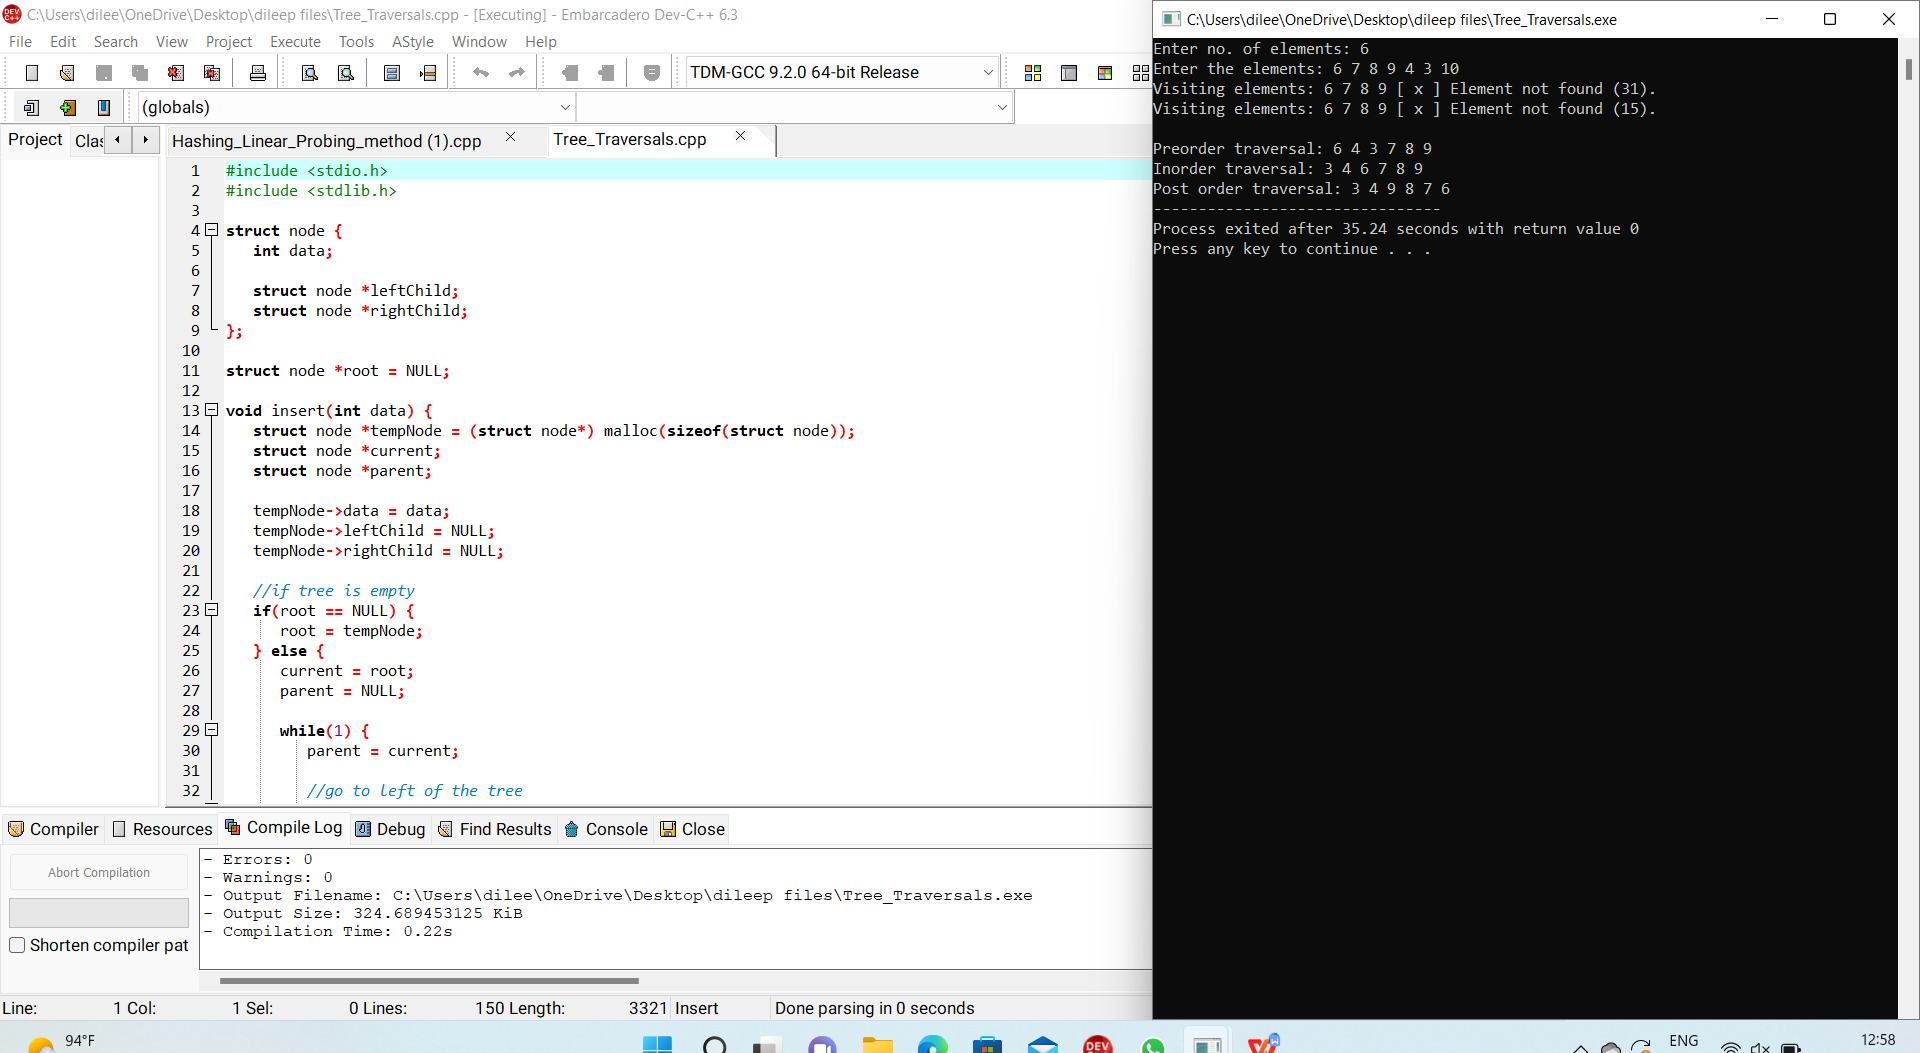 C:\Users\dilee\OneDrive\Desktop\dileep files\Tree_Traversals.cpp - [Executing] - Embarcadero Dev-C++ 6.3
File Edit Search View Project Execute Tools AStyle Window Help
TDM-GCC 9.2.0 64-bit Release
(globals)
Project Clas
Hashing_Linear_Probing_method (1).cpp
Tree_Traversals.cpp
1 #include <stdio.h>
2 #include <stdlib.h>
3
4 struct node {
5 int data;
6
7 struct node *leftChild;
8 struct node *rightChild;
9 };
10
11 struct node *root = NULL;
12
13 void insert(int data) {
14 struct node *tempNode = (struct node*) malloc(sizeof(struct node));
15 struct node *current;
16 struct node *parent;
17
18 tempNode->data = data;
19 tempNode->leftChild = NULL;
20 tempNode->rightChild = NULL;
21
22 //if tree is empty
23 if(root == NULL) {
24 root = tempNode;
25 } else {
26 current = root;
27 parent = NULL;
28
29 while(1) {
30 parent = current;
31
32 //go to left of the tree
Compiler Resources Compile Log Debug Find Results Console Close
Abort Compilation
Shorten compiler pat
- Errors: 0
- Warnings: 0
- Output Filename: C:\Users\dilee\OneDrive\Desktop\dileep files\Tree_Traversals.exe
- Output Size: 324.689453125 KiB
- Compilation Time: 0.22s
Line: 1 Col: 1 Sel: 0 Lines: 150 Length: 3321 Insert Done parsing in 0 seconds
C:\Users\dilee\OneDrive\Desktop\dileep files\Tree_Traversals.exe
Enter no. of elements: 6
Enter the elements: 6 7 8 9 4 3 10
Visiting elements: 6 7 8 9 [ x ] Element not found (31).
Visiting elements: 6 7 8 9 [ x ] Element not found (15).
Preorder traversal: 6 4 3 7 8 9
Inorder traversal: 3 4 6 7 8 9
Post order traversal: 3 4 9 8 7 6
--------------------------------
Process exited after 35.24 seconds with return value 0
Press any key to continue . . .
94°F
DEV
ENG
12:58